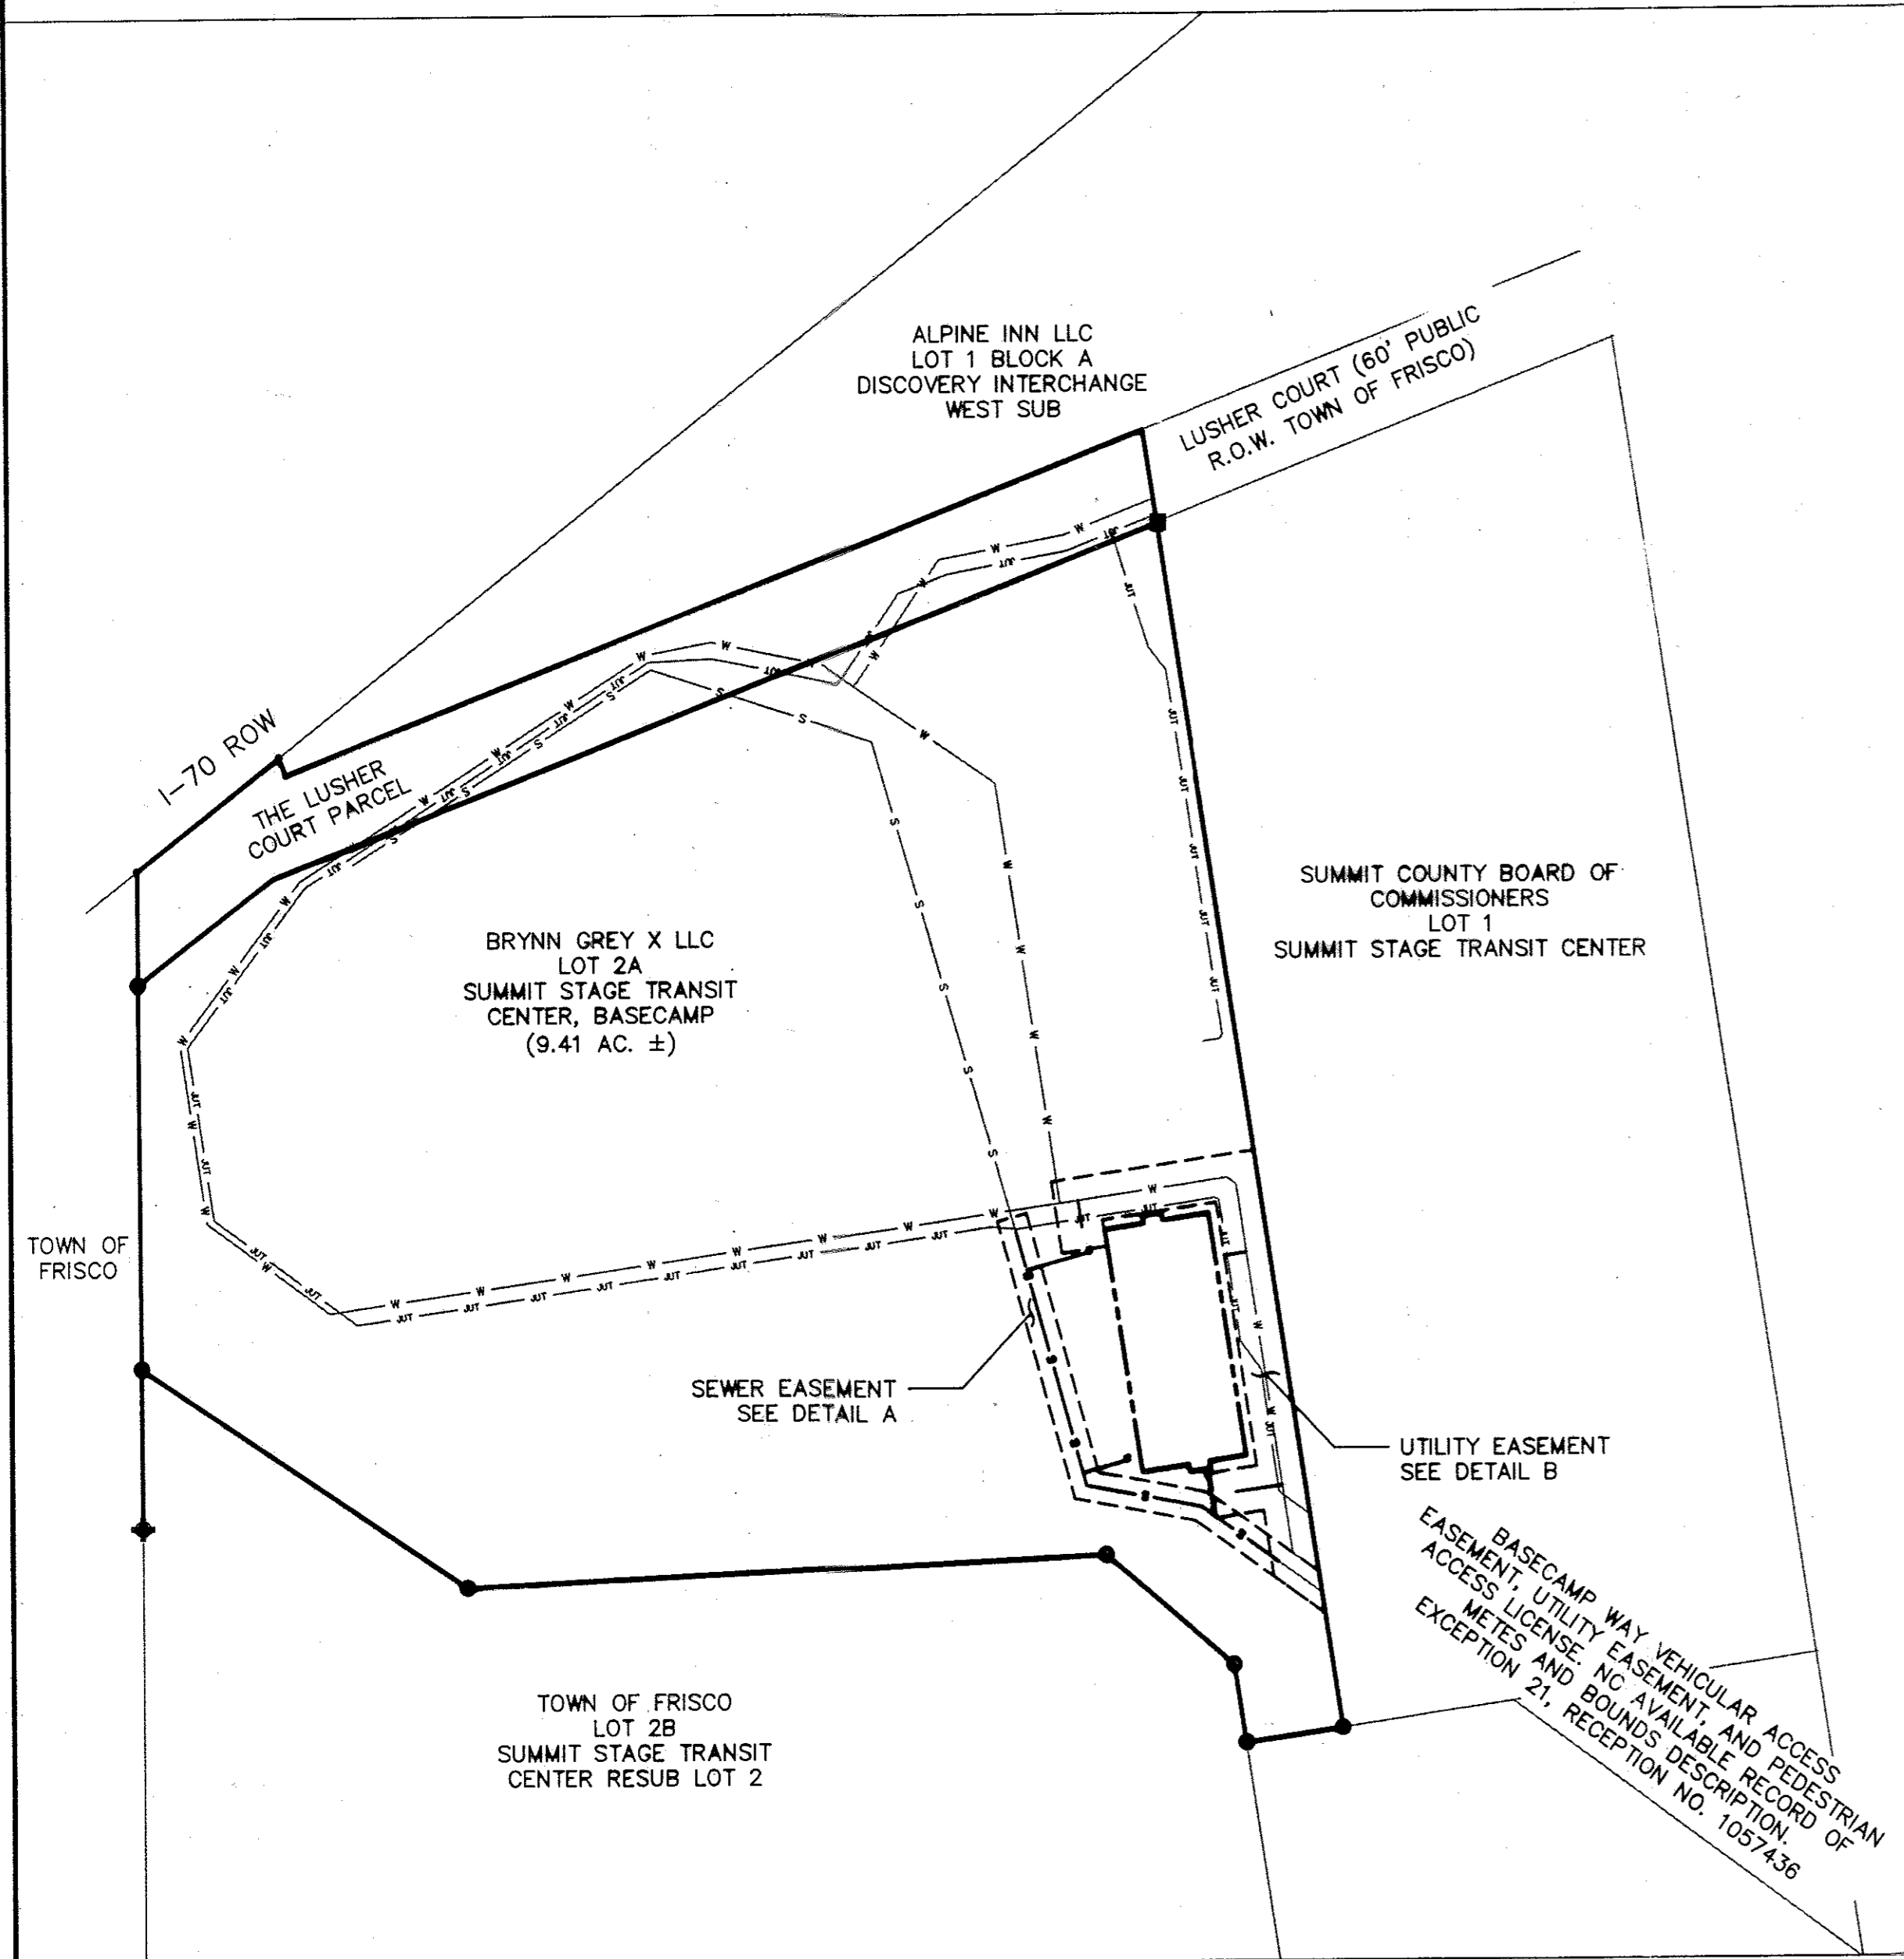 ALPINE INN LLC
LOT 1 BLOCK A
DISCOVERY INTERCHANGE
WEST SUB
LUSHER COURT (60' PUBLIC
R.O.W. TOWN OF FRISCO)
I-70 ROW
THE LUSHER
COURT PARCEL
SUMMIT COUNTY BOARD OF
COMMISSIONERS
LOT 1
SUMMIT STAGE TRANSIT CENTER
BRYNN GREY X LLC
LOT 2A
SUMMIT STAGE TRANSIT
CENTER, BASECAMP
(9.41 AC. ±)
TOWN OF
FRISCO
SEWER EASEMENT
SEE DETAIL A
UTILITY EASEMENT
SEE DETAIL B
BASECAMP WAY VEHICULAR ACCESS
EASEMENT, UTILITY EASEMENT, AND PEDESTRIAN
ACCESS LICENSE. NO AVAILABLE RECORD OF
METES AND BOUNDS DESCRIPTION.
EXCEPTION 21, RECEPTION NO. 1057436
TOWN OF FRISCO
LOT 2B
SUMMIT STAGE TRANSIT
CENTER RESUB LOT 2